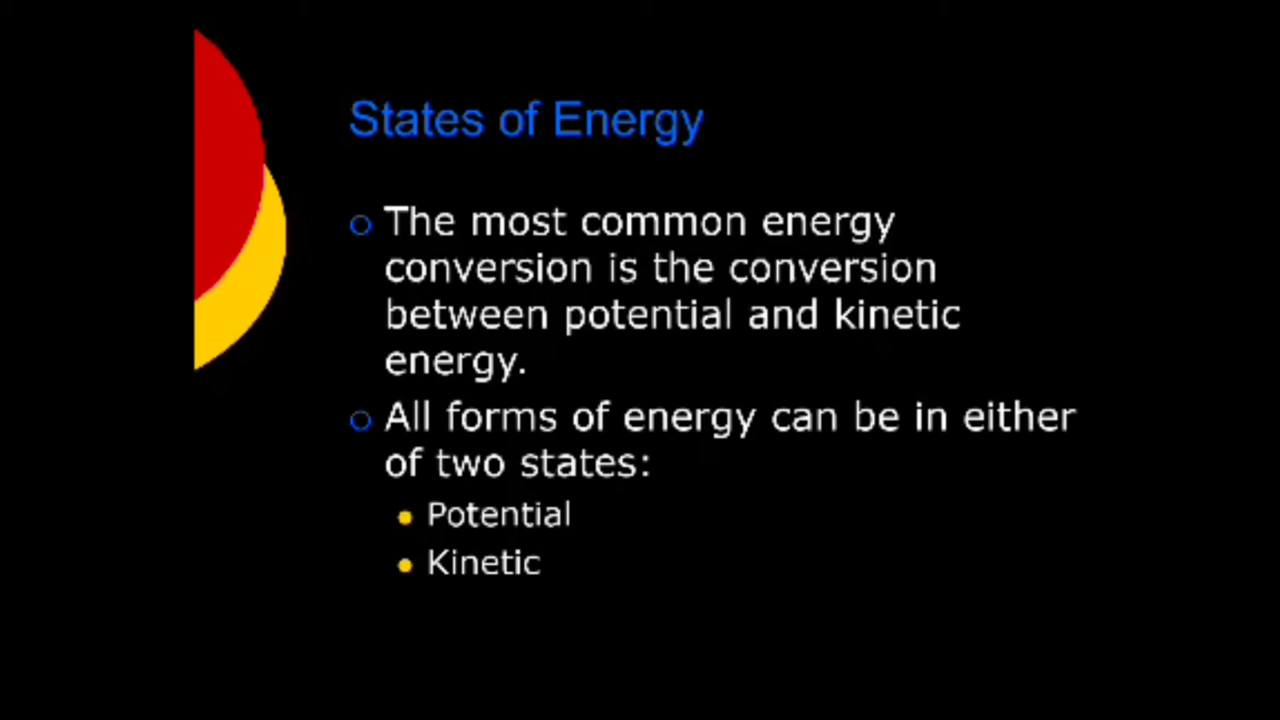 States of Energy
The most common energy
conversion is the conversion
between potential and kinetic
energy.
All forms of energy can be in either
of two states:
Potential
Kinetic